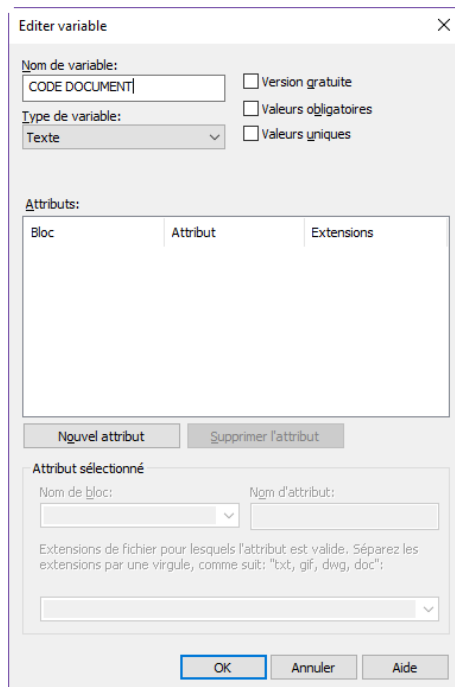 Editer variable
Nom de variable:
CODE DOCUMENT
Version gratuite
Valeurs obligatoires
Type de variable:
Texte
Valeurs uniques
Attributs:
Bloc Attribut Extensions
Nouvel attribut Supprimer l'attribut
Attribut sélectionné
Nom de bloc: Nom d'attribut:
Extensions de fichier pour lesquels l'attribut est valide. Séparez les
extensions par une virgule, comme suit: "txt, gif, dwg, doc":
OK Annuler Aide